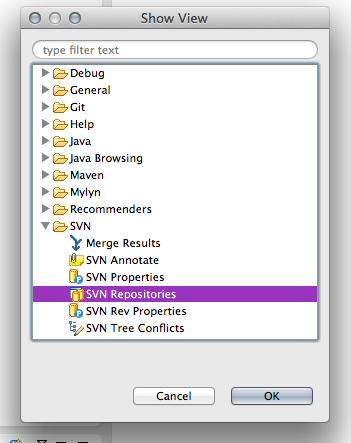 Show View
type filter text
Debug
General
Git
Help
Java
Java Browsing
Maven
Mylyn
Recommenders
SVN
Merge Results
SVN Annotate
SVN Properties
SVN Repositories
SVN Rev Properties
SVN Tree Conflicts
Cancel
OK